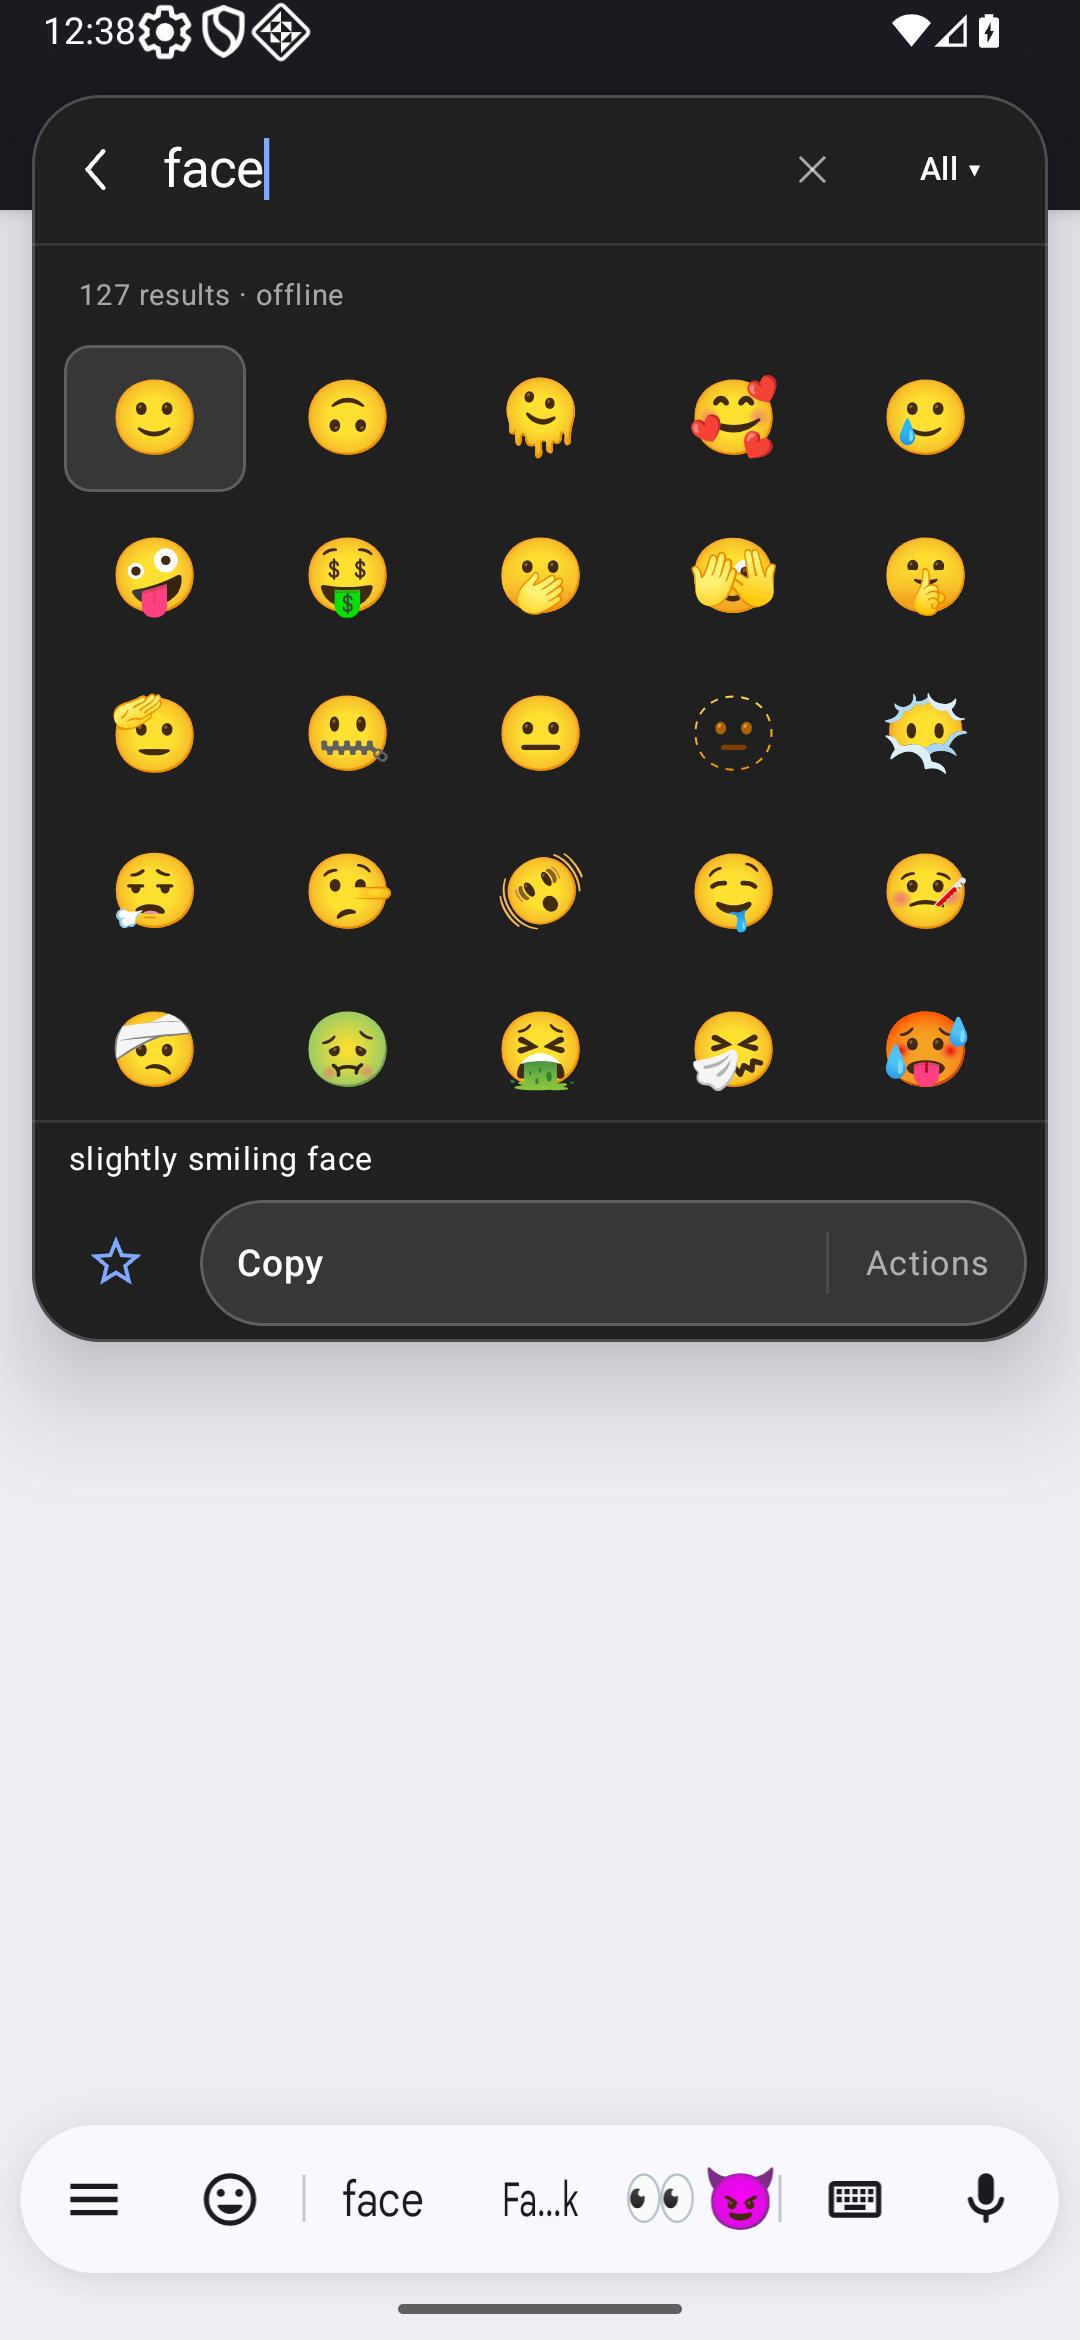 12:38
face
All ▾
127 results · offline
slightly smiling face
Copy
Actions
face
Fa...k